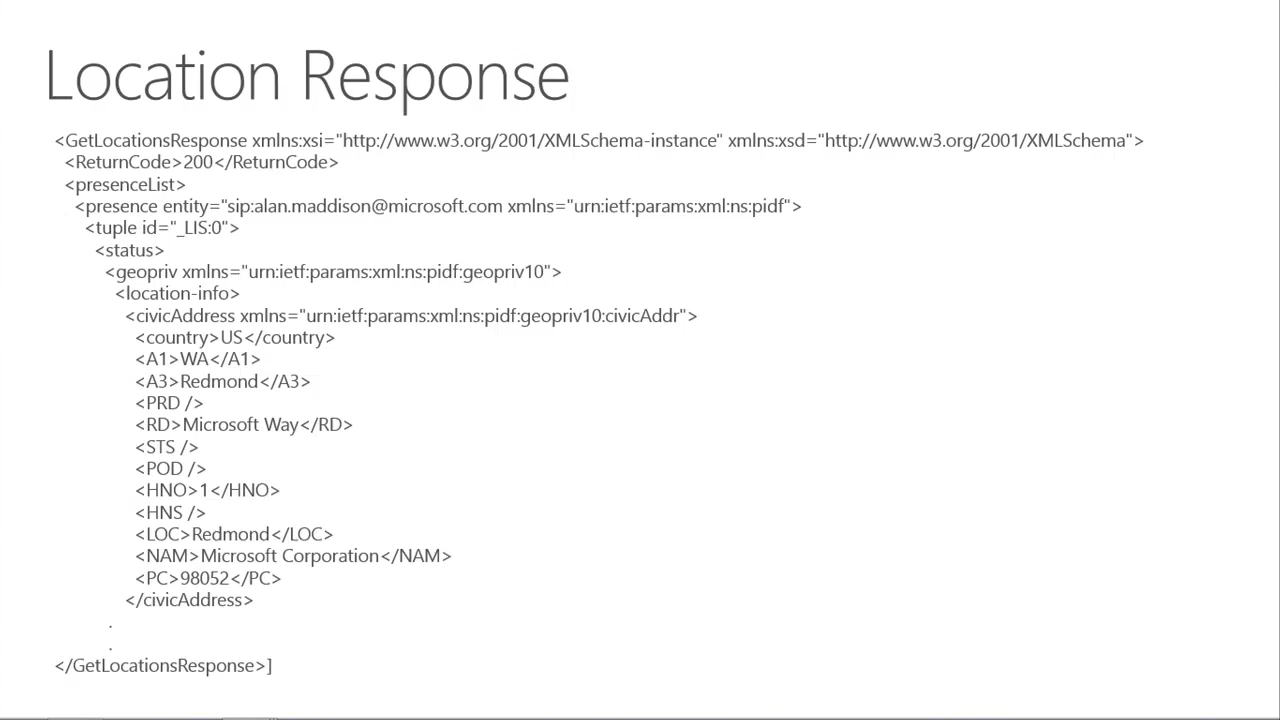 Location Response
<GetLocationsResponse xmlns:xsi="http://www.w3.org/2001/XMLSchema-instance" xmlns:xsd="http://www.w3.org/2001/XMLSchema">
<ReturnCode>200</ReturnCode>
<presenceList>
<presence entity="sip:alan.maddison@microsoft.com xmlns="urn:ietf:params:xml:ns:pidf">
<tuple id="_LIS:0">
<status>
<geopriv xmlns="urn:ietf:params:xml:ns:pidf:geopriv10">
<location-info>
<civicAddress xmlns="urn:ietf:params:xml:ns:pidf:geopriv10:civicAddr">
<country>US</country>
<A1>WA</A1>
<A3>Redmond</A3>
<PRD />
<RD>Microsoft Way</RD>
<STS />
<POD />
<HNO>1</HNO>
<HNS />
<LOC>Redmond</LOC>
<NAM>Microsoft Corporation</NAM>
<PC>98052</PC>
</civicAddress>
.
.
</GetLocationsResponse>]